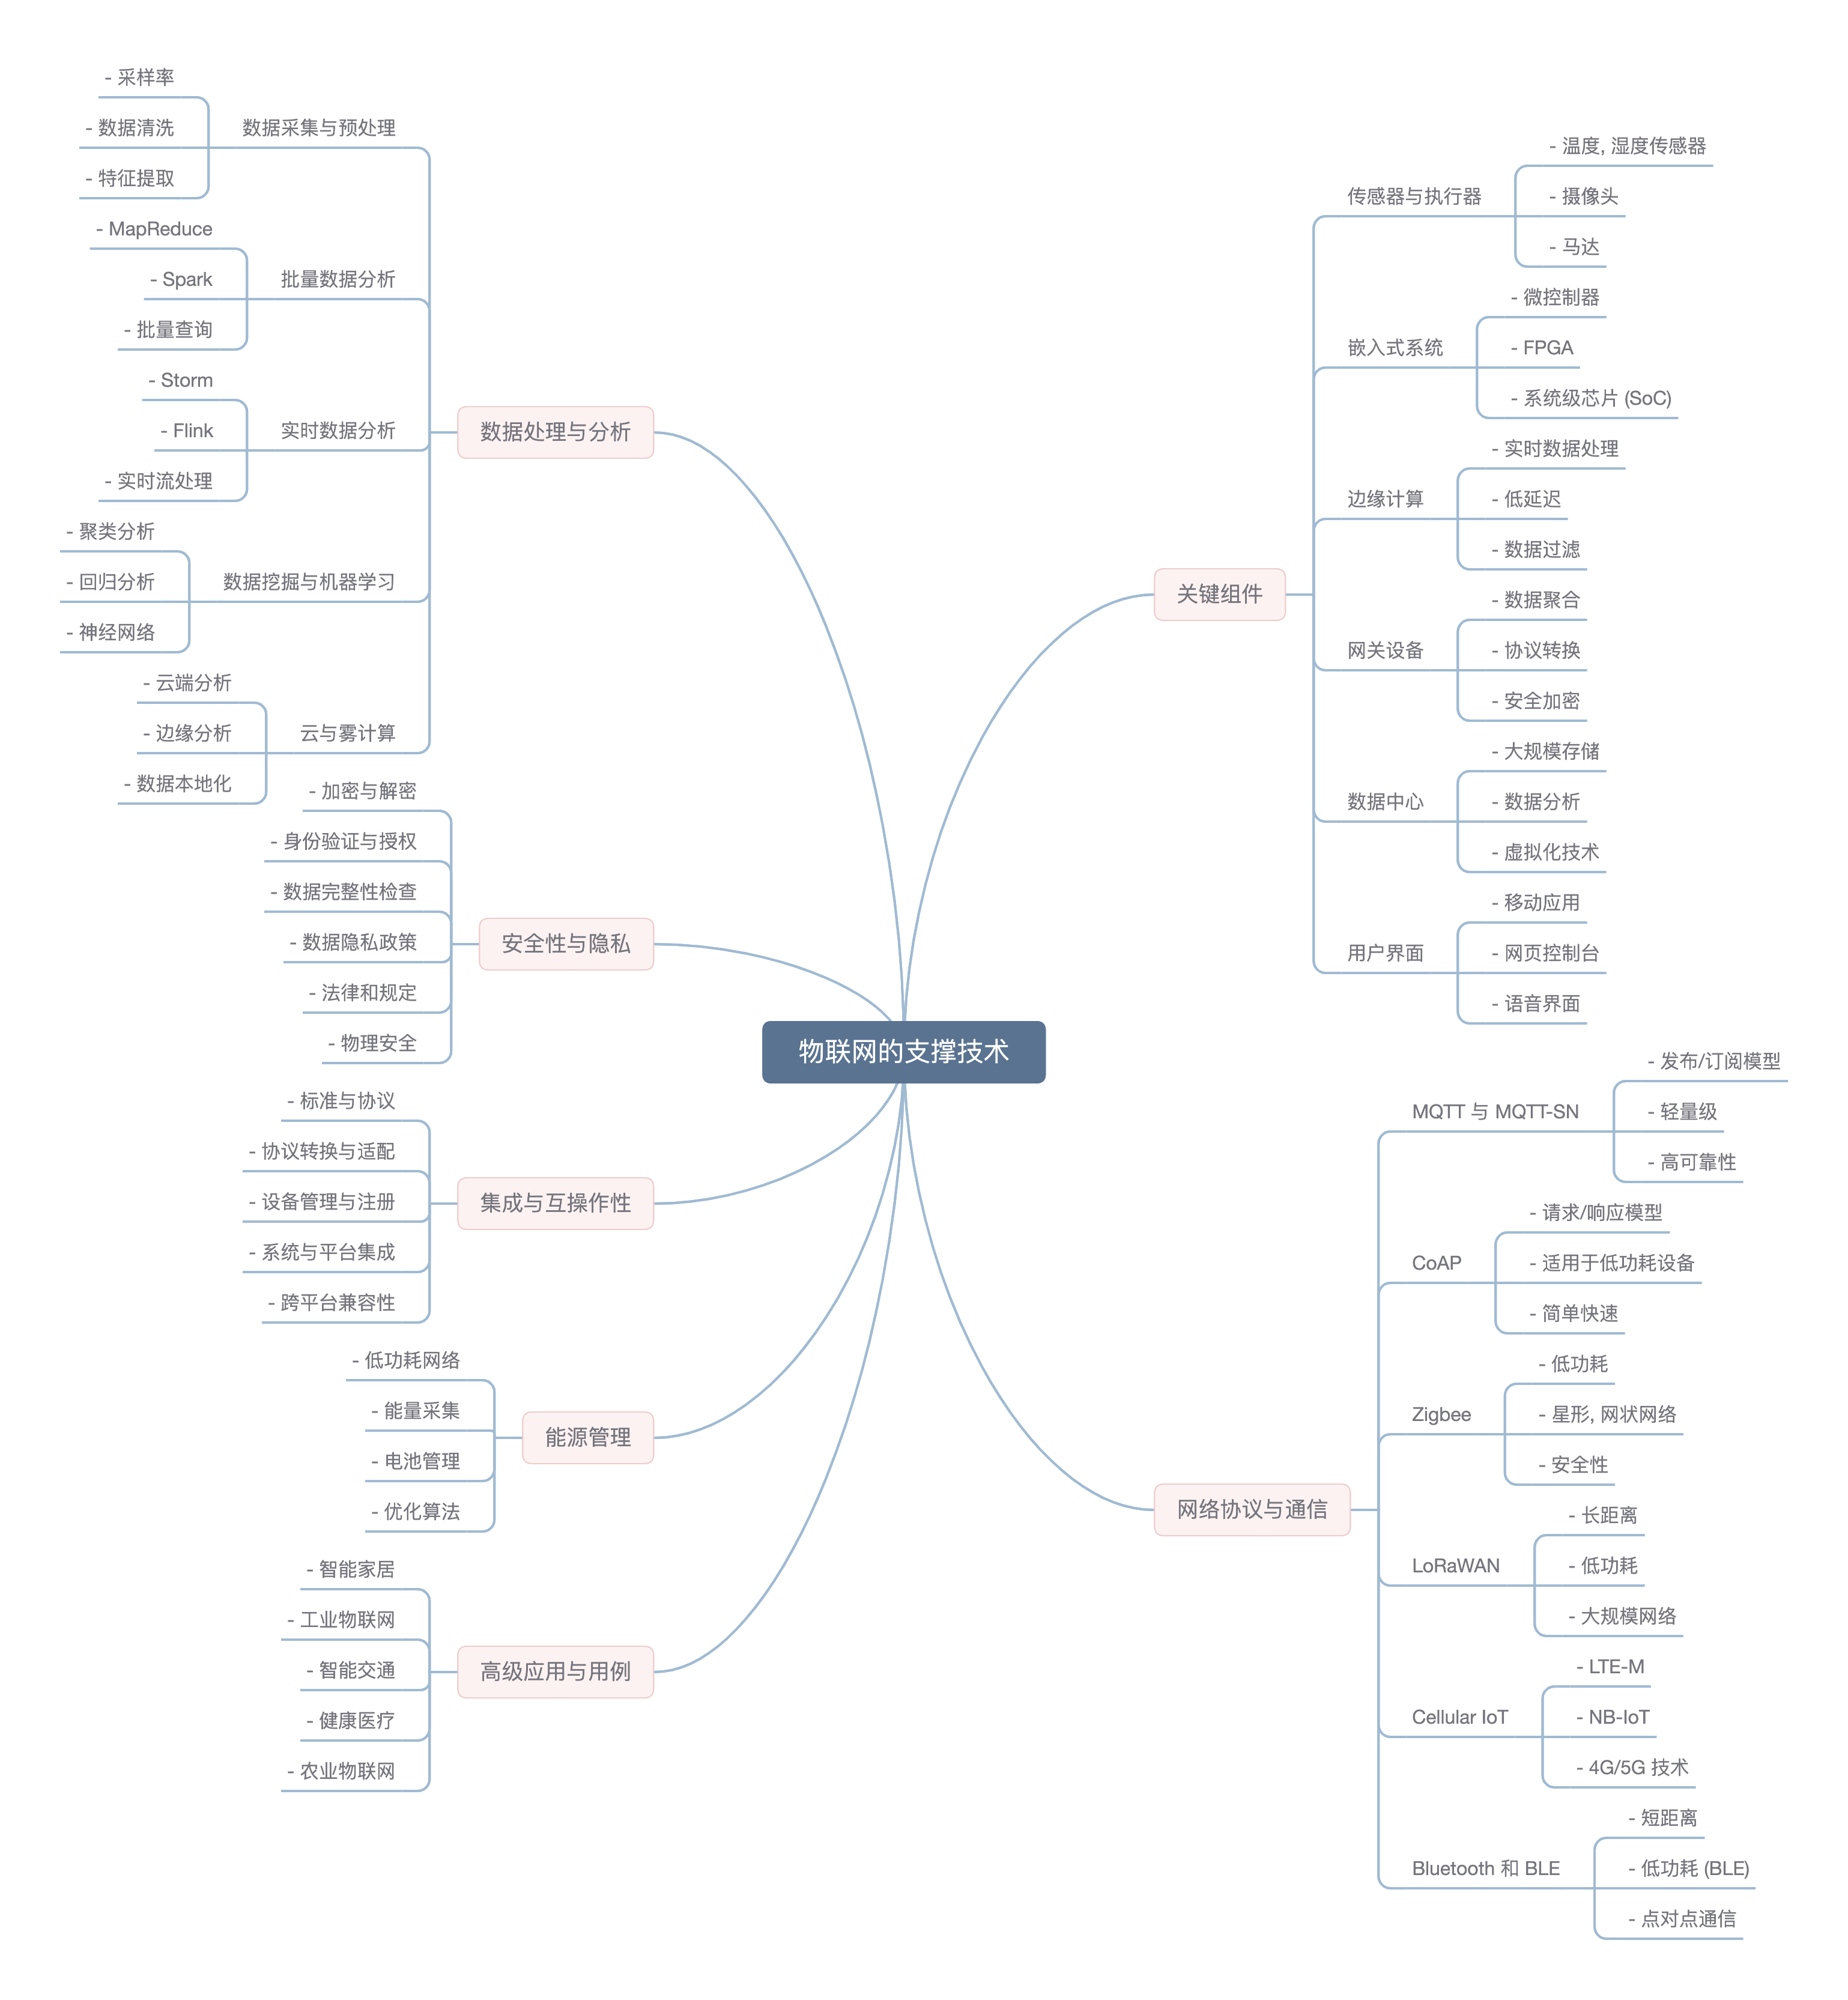 物联网的支撑技术
关键组件
传感器与执行器
- 温度, 湿度传感器
- 摄像头
- 马达
嵌入式系统
- 微控制器
- FPGA
- 系统级芯片 (SoC)
边缘计算
- 实时数据处理
- 低延迟
- 数据过滤
网关设备
- 数据聚合
- 协议转换
- 安全加密
数据中心
- 大规模存储
- 数据分析
- 虚拟化技术
用户界面
- 移动应用
- 网页控制台
- 语音界面
网络协议与通信
MQTT 与 MQTT-SN
- 发布/订阅模型
- 轻量级
- 高可靠性
CoAP
- 请求/响应模型
- 适用于低功耗设备
- 简单快速
Zigbee
- 低功耗
- 星形, 网状网络
- 安全性
LoRaWAN
- 长距离
- 低功耗
- 大规模网络
Cellular IoT
- LTE-M
- NB-IoT
- 4G/5G 技术
Bluetooth 和 BLE
- 短距离
- 低功耗 (BLE)
- 点对点通信
数据处理与分析
数据采集与预处理
- 采样率
- 数据清洗
- 特征提取
批量数据分析
- MapReduce
- Spark
- 批量查询
实时数据分析
- Storm
- Flink
- 实时流处理
数据挖掘与机器学习
- 聚类分析
- 回归分析
- 神经网络
云与雾计算
- 云端分析
- 边缘分析
- 数据本地化
安全性与隐私
- 加密与解密
- 身份验证与授权
- 数据完整性检查
- 数据隐私政策
- 法律和规定
- 物理安全
集成与互操作性
- 标准与协议
- 协议转换与适配
- 设备管理与注册
- 系统与平台集成
- 跨平台兼容性
能源管理
- 低功耗网络
- 能量采集
- 电池管理
- 优化算法
高级应用与用例
- 智能家居
- 工业物联网
- 智能交通
- 健康医疗
- 农业物联网